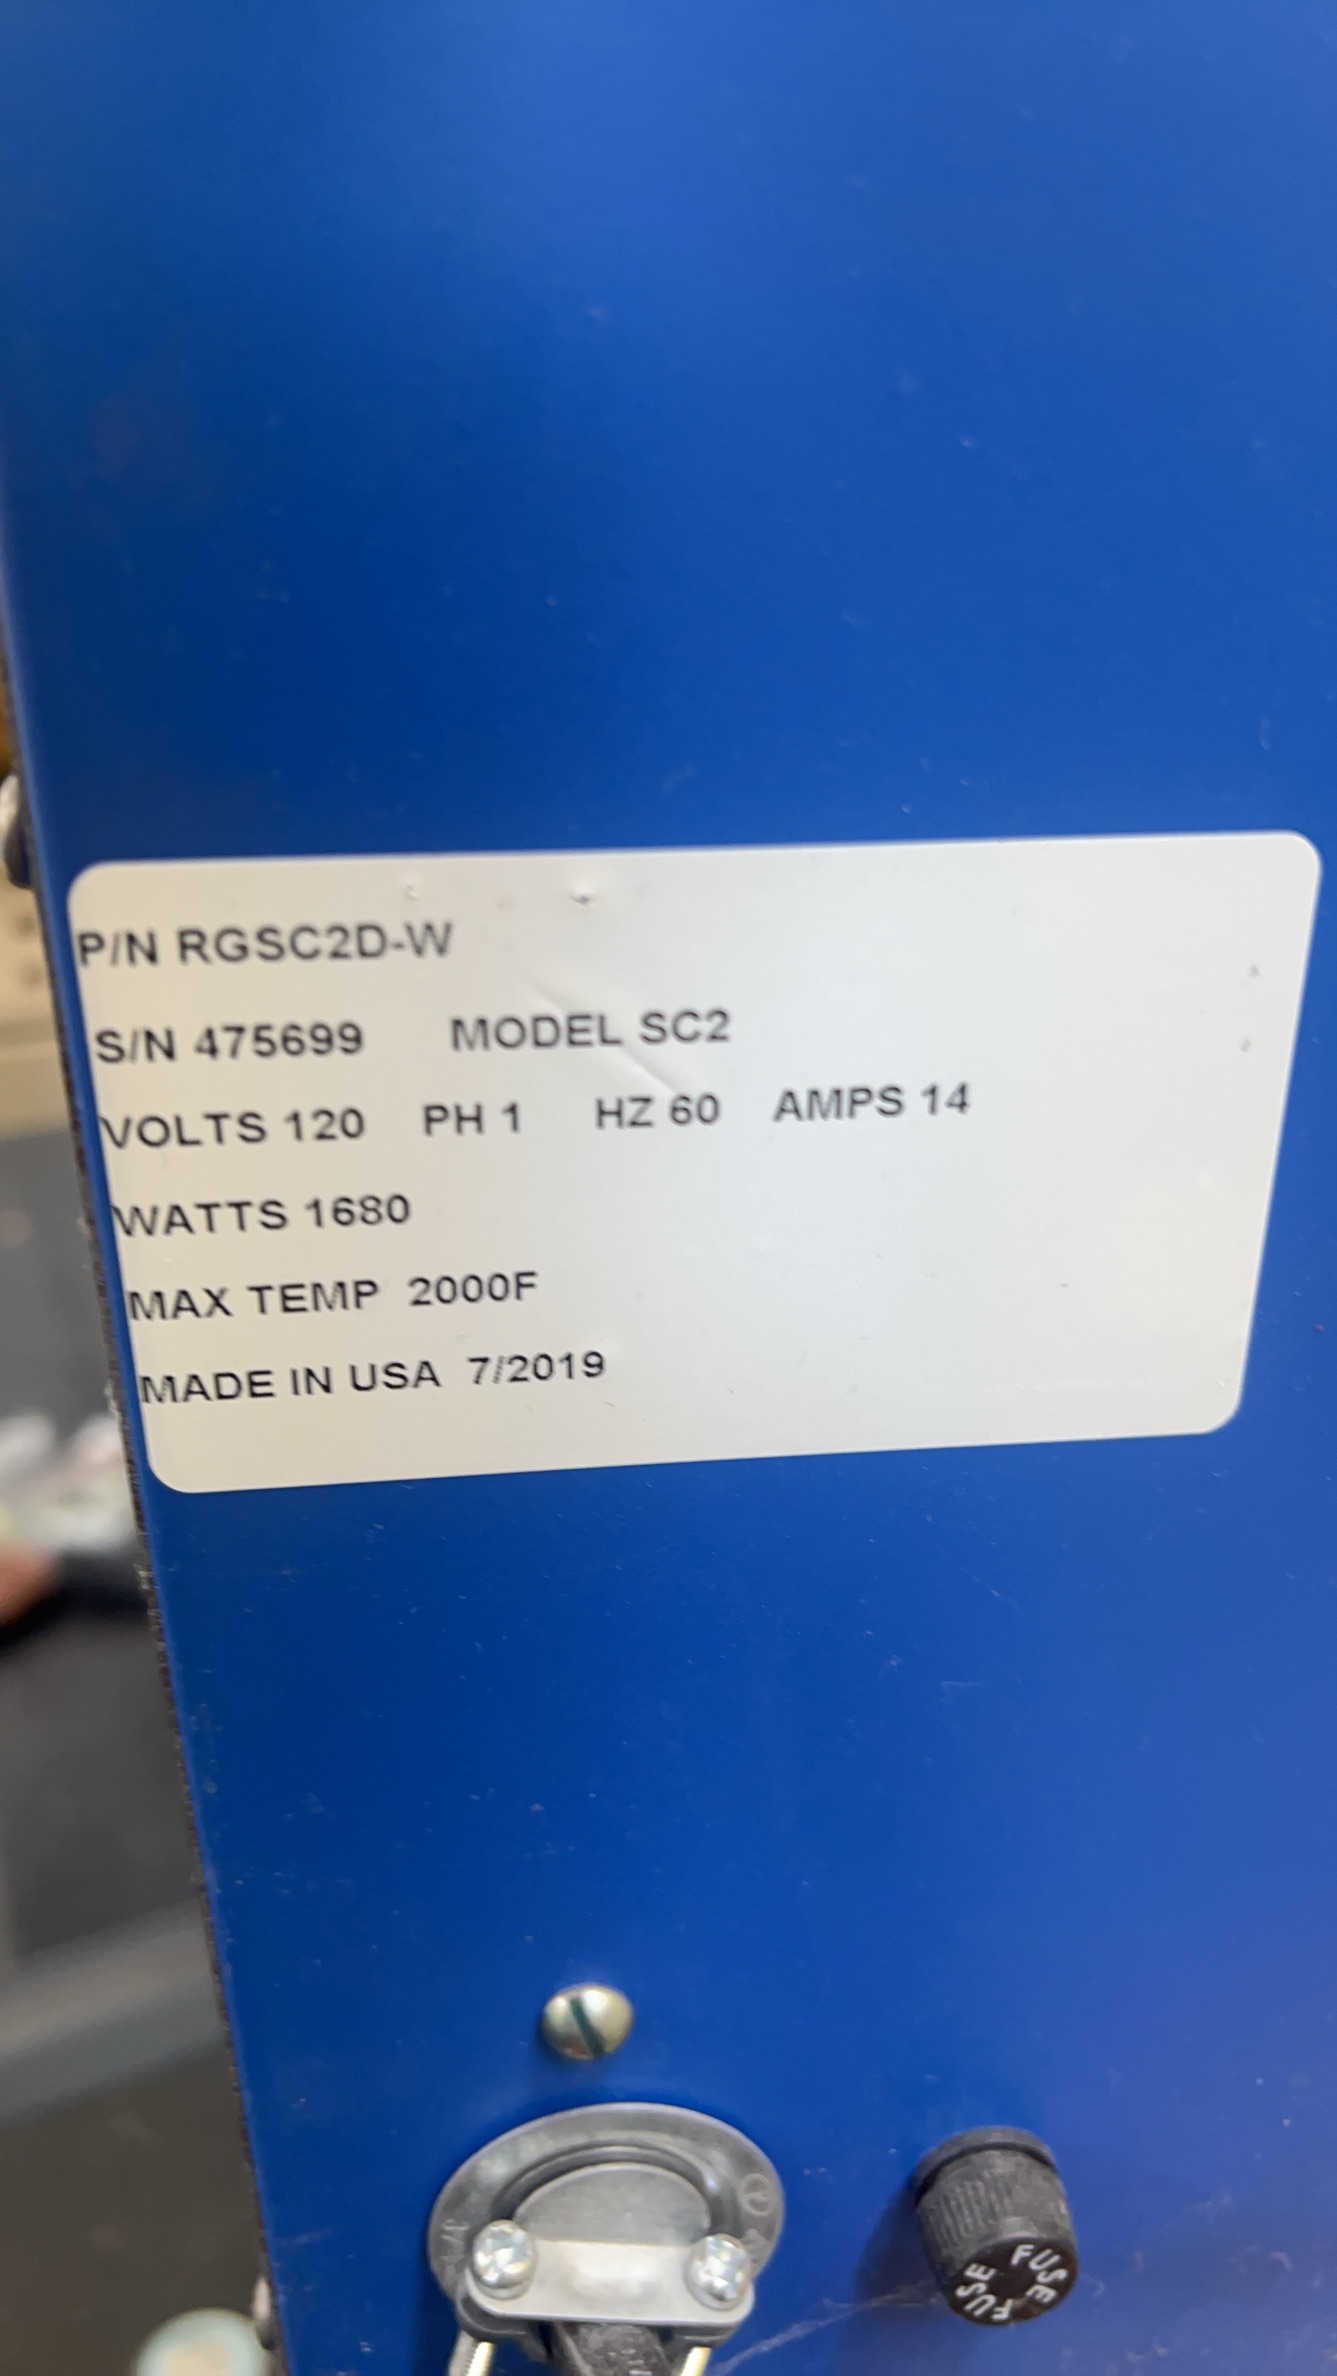 P/N RGSC2D-W
S/N 475699 MODEL SC2
VOLTS 120 PH 1 HZ 60 AMPS 14
WATTS 1680
MAX TEMP 2000F
MADE IN USA 7/2019
FUSE FUSE